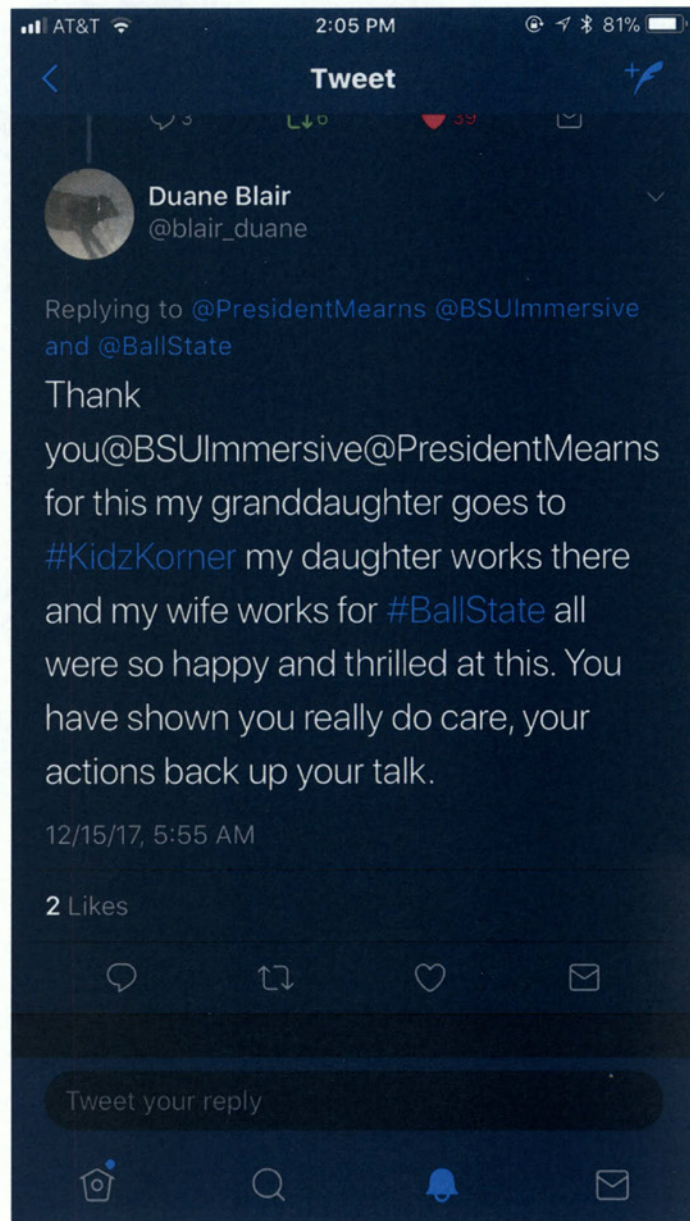 AT&T 2:05 PM 81%
Tweet
3 6 39
Duane Blair
@blair_duane
Replying to @PresidentMearns @BSUImmersive
and @BallState
Thank
you@BSUImmersive@PresidentMearns
for this my granddaughter goes to
#KidzKorner my daughter works there
and my wife works for #BallState all
were so happy and thrilled at this. You
have shown you really do care, your
actions back up your talk.
12/15/17, 5:55 AM
2 Likes
Tweet your reply